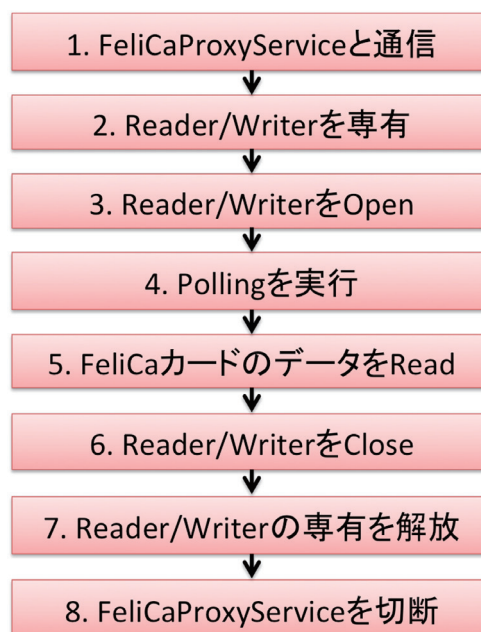 1. FeliCaProxyServiceと通信
2. Reader/Writerを専有
3. Reader/WriterをOpen
4. Pollingを実行
5. FeliCaカードのデータをRead
6. Reader/WriterをClose
7. Reader/Writerの専有を解放
8. FeliCaProxyServiceを切断